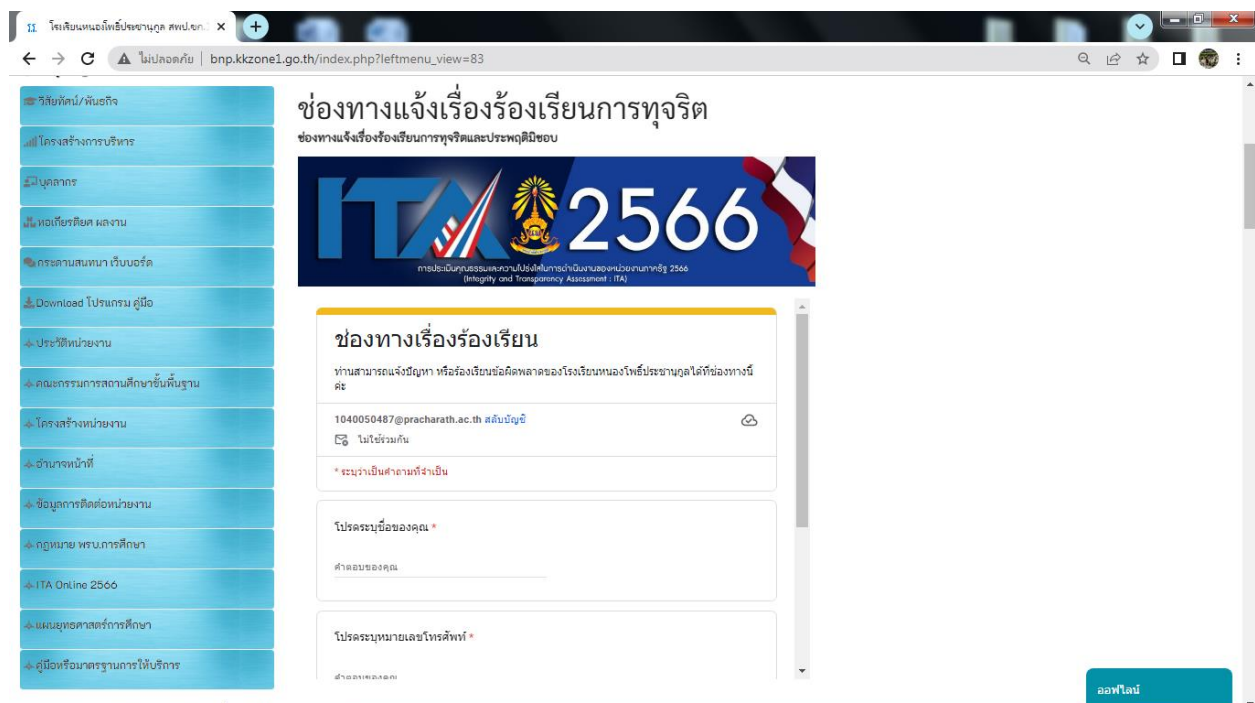 โรงเรียนหนองโพธิ์ประชานุกูล สพป.ขก.
ไม่ปลอดภัย | bnp.kkzone1.go.th/index.php?leftmenu_view=83
วิสัยทัศน์/พันธกิจ
โครงสร้างการบริหาร
บุคลากร
หอเกียรติยศ ผลงาน
กระดานสนทนา เว็บบอร์ด
Download โปรแกรม คู่มือ
ประวัติหน่วยงาน
คณะกรรมการสถานศึกษาขั้นพื้นฐาน
โครงสร้างหน่วยงาน
อำนาจหน้าที่
ข้อมูลการติดต่อหน่วยงาน
กฎหมาย พรบ.การศึกษา
ITA Online 2566
แผนยุทธศาสตร์การศึกษา
คู่มือหรือมาตรฐานการให้บริการ
ช่องทางแจ้งเรื่องร้องเรียนการทุจริต
ช่องทางแจ้งเรื่องร้องเรียนการทุจริตและประพฤติมิชอบ
ITA 2566
การประเมินคุณธรรมและความโปร่งใสในการดำเนินงานของหน่วยงานภาครัฐ 2566
(Integrity and Transparency Assessment : ITA)
ช่องทางเรื่องร้องเรียน
ท่านสามารถแจ้งปัญหา หรือร้องเรียนข้อผิดพลาดของโรงเรียนหนองโพธิ์ประชานุกูลได้ที่ช่องทางนี้
ค่ะ
1040050487@pracharath.ac.th สลับบัญชี
ไม่ใช่ร่วมกัน
* ระบุว่าเป็นคำถามที่จำเป็น
โปรดระบุชื่อของคุณ *
คำตอบของคุณ
โปรดระบุหมายเลขโทรศัพท์ *
คำตอบของคุณ
ออฟไลน์